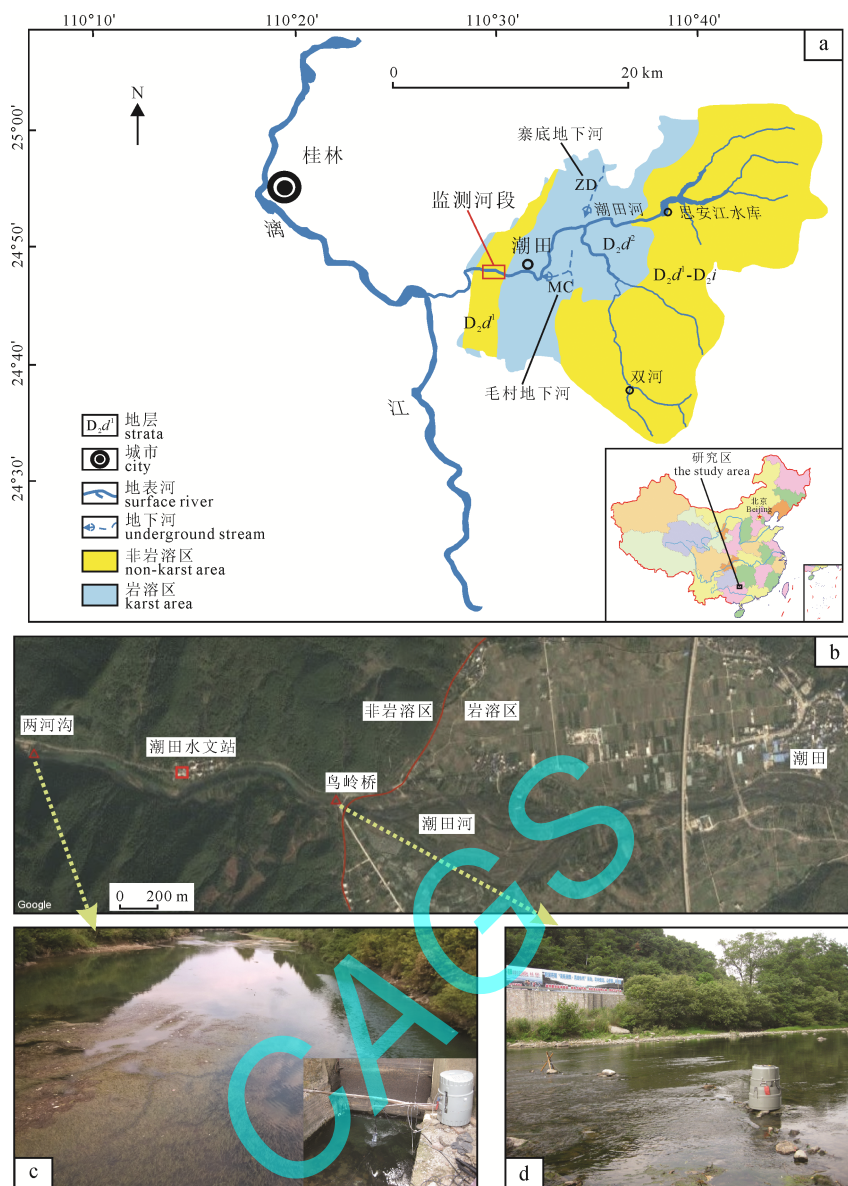 110°10′
110°20′
110°30′
110°40′
a
0
20 km
N
25°00′
24°50′
24°40′
24°30′
桂林
漓
江
寨底地下河
ZD
监测河段
潮田河
思安江水库
潮田
D₂d²
D₂d¹-D₂i
MC
D₂d¹
毛村地下河
双河
D₂d¹
地层
strata
城市
city
地表河
surface river
地下河
underground stream
非岩溶区
non-karst area
岩溶区
karst area
研究区
the study area
北京
Beijing
b
两河沟
潮田水文站
非岩溶区
岩溶区
鸟岭桥
潮田河
潮田
Google
0
200 m
CAGS
c
d